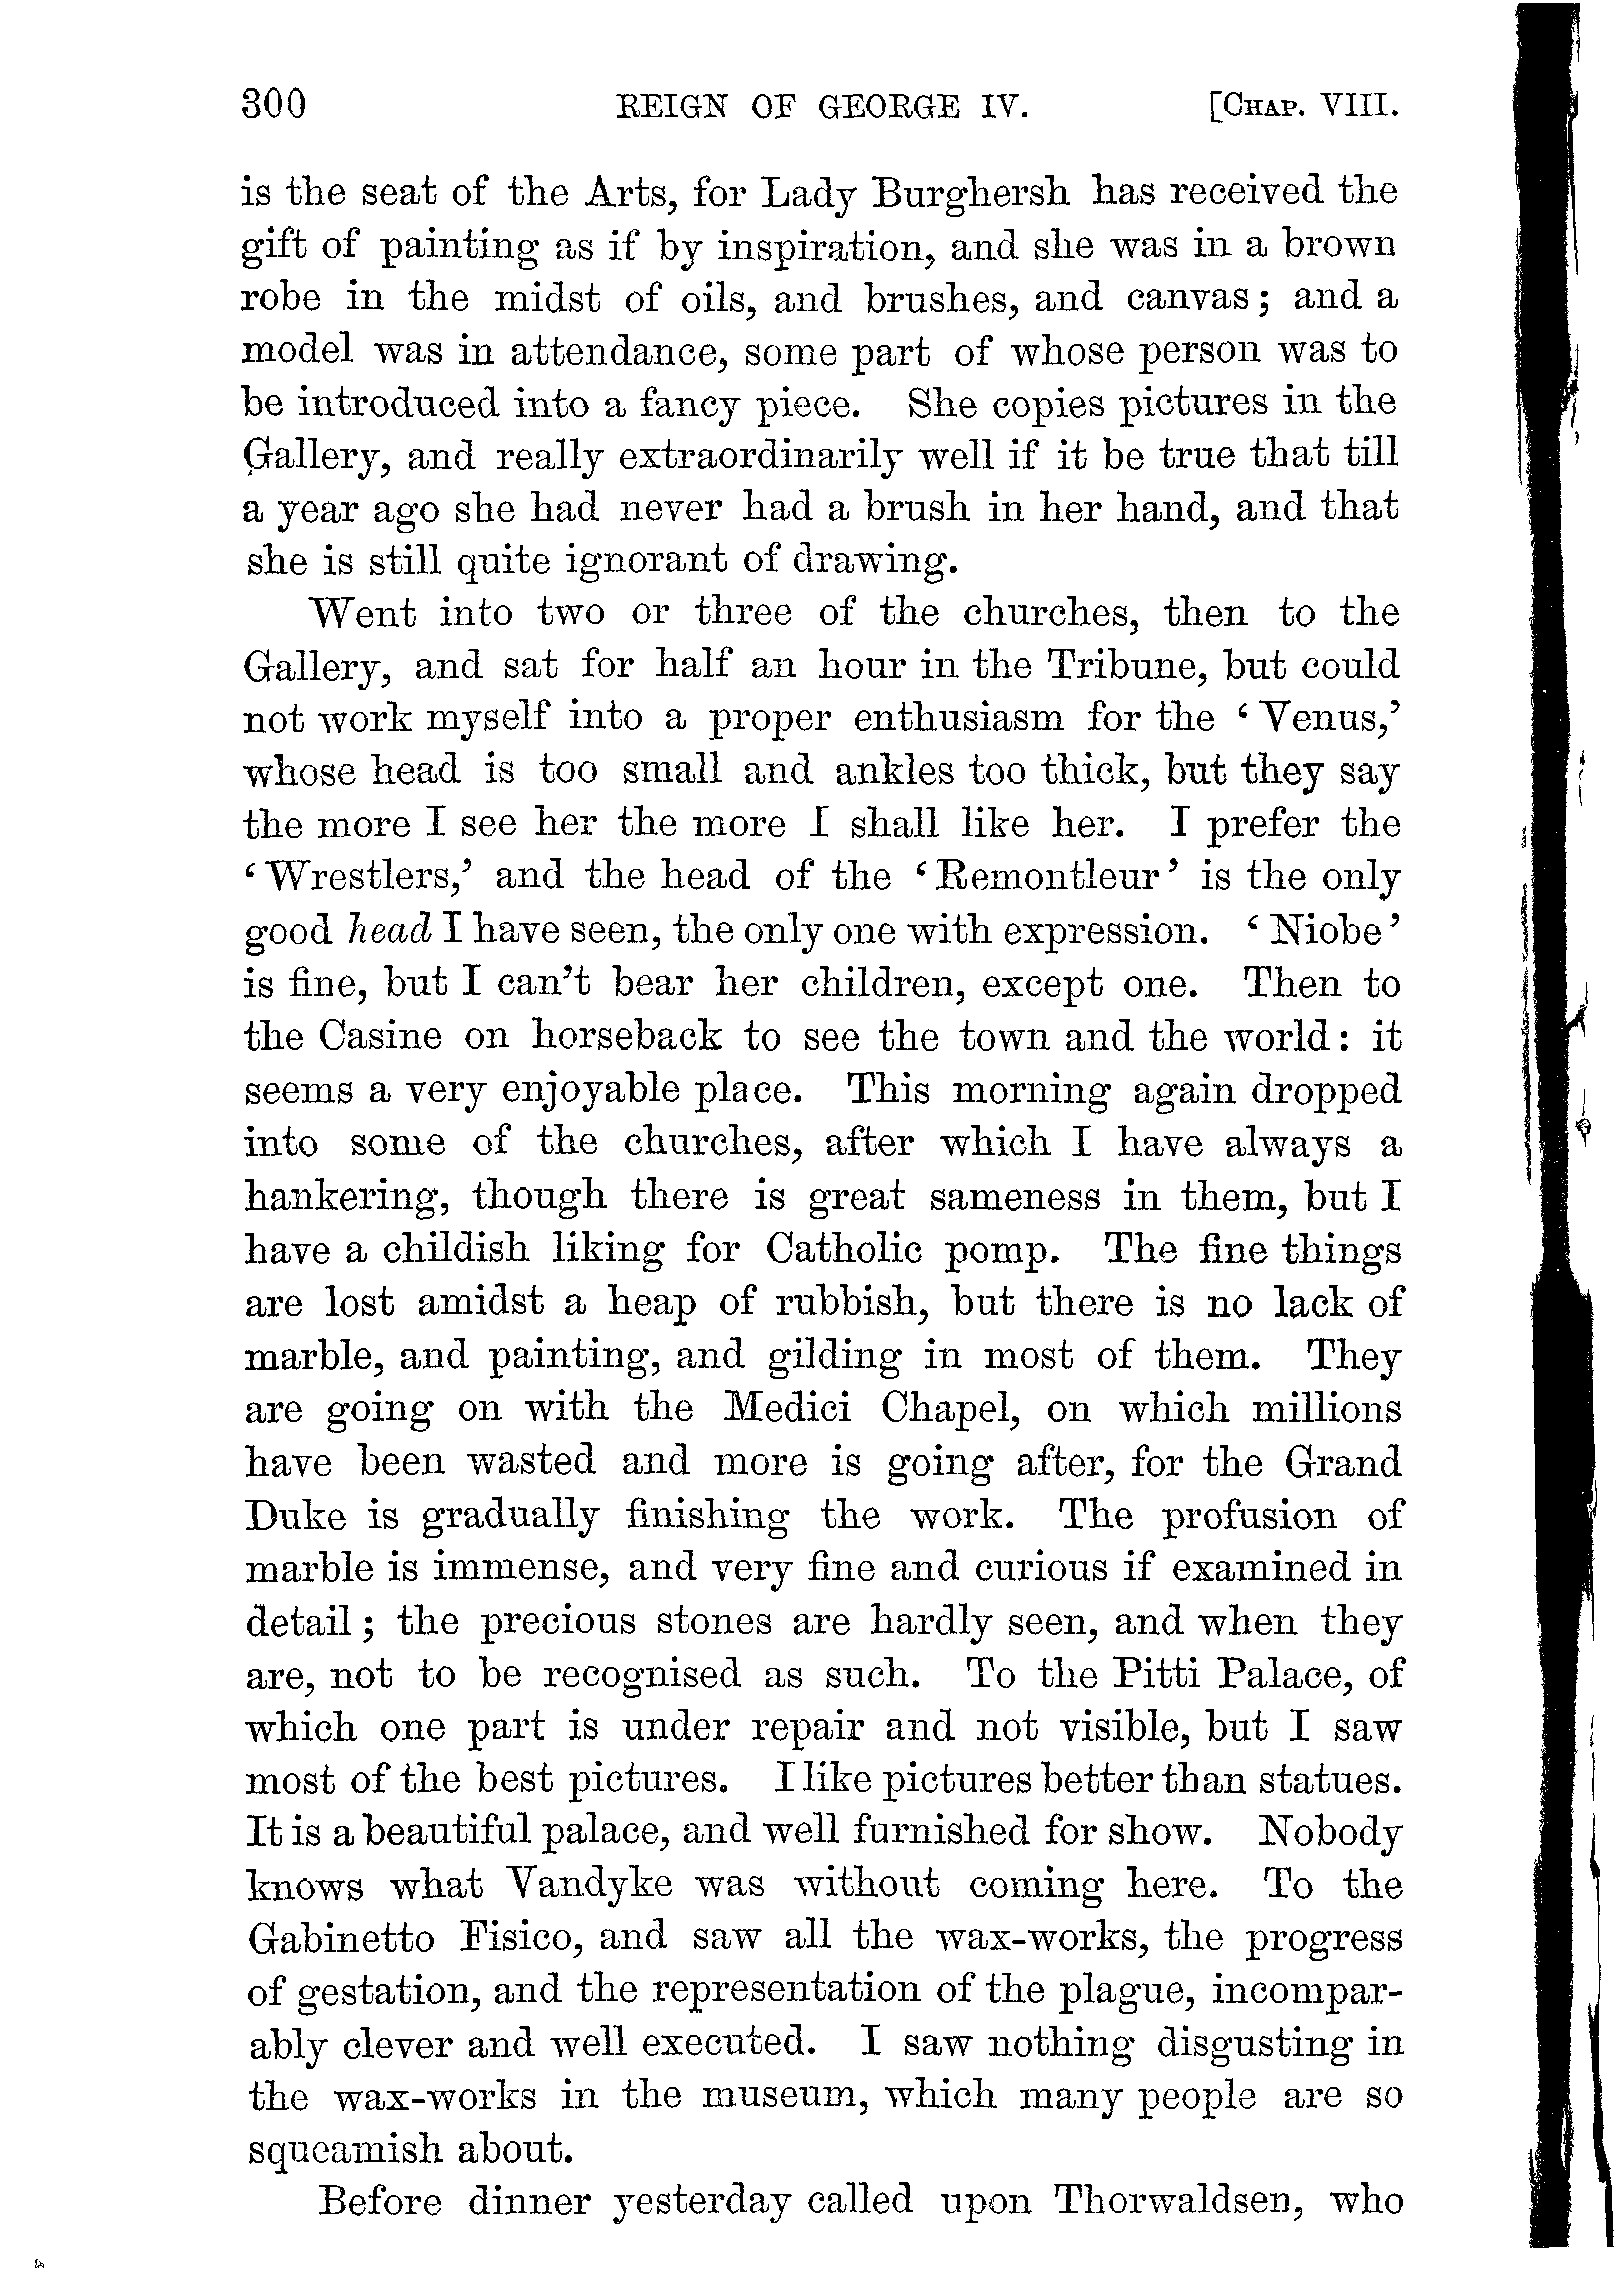 300 REIGN OF GEORGE IV. [CHAP. VIII.
is the seat of the Arts, for Lady Burghersh has received the
gift of painting as if by inspiration, and she was in a brown
robe in the midst of oils, and brushes, and canvas; and a
model was in attendance, some part of whose person was to
be introduced into a fancy piece. She copies pictures in the
Gallery, and really extraordinarily well if it be true that till
a year ago she had never had a brush in her hand, and that
she is still quite ignorant of drawing.
Went into two or three of the churches, then to the
Gallery, and sat for half an hour in the Tribune, but could
not work myself into a proper enthusiasm for the ‘Venus,’
whose head is too small and ankles too thick, but they say
the more I see her the more I shall like her. I prefer the
‘Wrestlers,’ and the head of the ‘Remontleur’ is the only
good head I have seen, the only one with expression. ‘Niobe’
is fine, but I can’t bear her children, except one. Then to
the Casine on horseback to see the town and the world: it
seems a very enjoyable place. This morning again dropped
into some of the churches, after which I have always a
hankering, though there is great sameness in them, but I
have a childish liking for Catholic pomp. The fine things
are lost amidst a heap of rubbish, but there is no lack of
marble, and painting, and gilding in most of them. They
are going on with the Medici Chapel, on which millions
have been wasted and more is going after, for the Grand
Duke is gradually finishing the work. The profusion of
marble is immense, and very fine and curious if examined in
detail; the precious stones are hardly seen, and when they
are, not to be recognised as such. To the Pitti Palace, of
which one part is under repair and not visible, but I saw
most of the best pictures. I like pictures better than statues.
It is a beautiful palace, and well furnished for show. Nobody
knows what Vandyke was without coming here. To the
Gabinetto Fisico, and saw all the wax-works, the progress
of gestation, and the representation of the plague, incompar-
ably clever and well executed. I saw nothing disgusting in
the wax-works in the museum, which many people are so
squeamish about.
Before dinner yesterday called upon Thorwaldsen, who